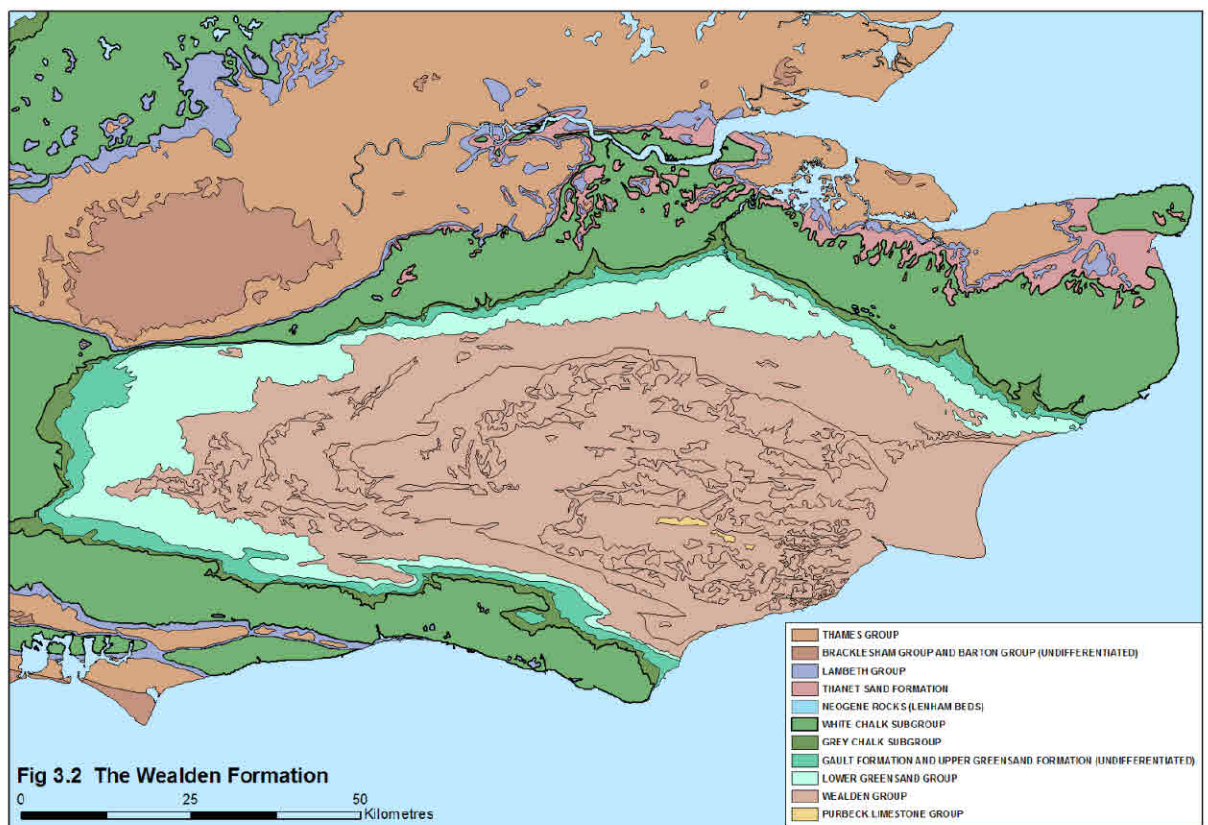 THAMES GROUP
BRACKLESHAM GROUP AND BARTON GROUP (UNDIFFERENTIATED)
LAMBETH GROUP
THANET SAND FORMATION
NEOGENE ROCKS (LENHAM BEDS)
WHITE CHALK SUBGROUP
GREY CHALK SUBGROUP
GAULT FORMATION AND UPPER GREENSAND FORMATION (UNDIFFERENTIATED)
LOWER GREENSAND GROUP
WEALDEN GROUP
PURBECK LIMESTONE GROUP
Fig 3.2 The Wealden Formation
0 25 50
Kilometres